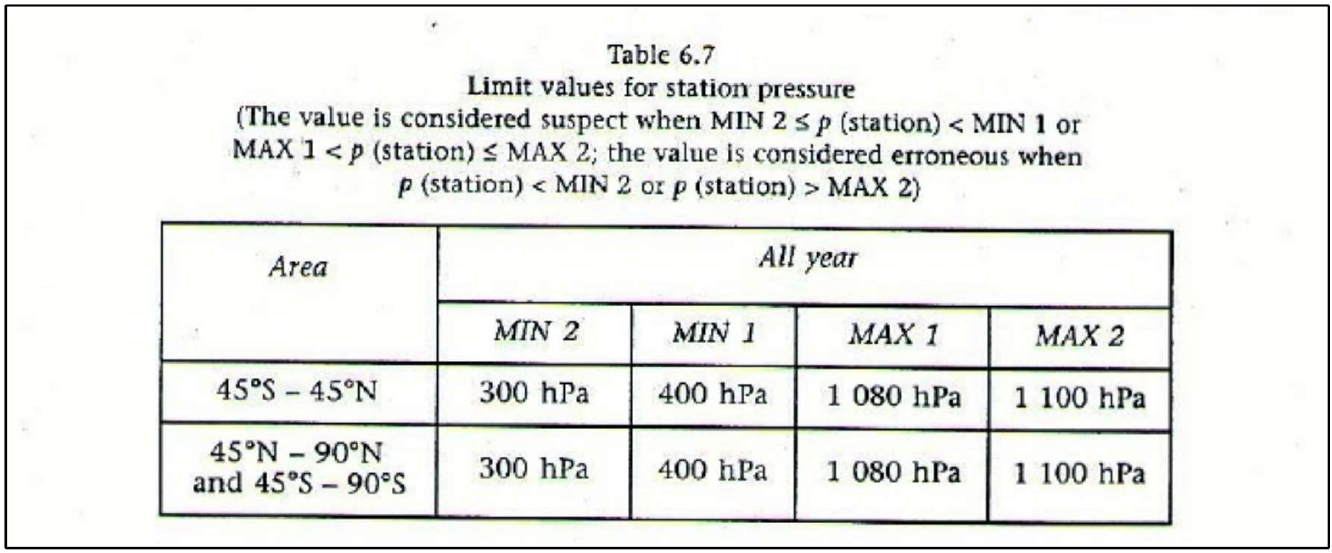 Table 6.7
Limit values for station pressure
(The value is considered suspect when MIN 2 ≤ p (station) < MIN 1 or
MAX 1 < p (station) ≤ MAX 2; the value is considered erroneous when
p (station) < MIN 2 or p (station) > MAX 2)
Area All year
MIN 2 MIN 1 MAX 1 MAX 2
45°S – 45°N 300 hPa 400 hPa 1 080 hPa 1 100 hPa
45°N – 90°N
and 45°S – 90°S 300 hPa 400 hPa 1 080 hPa 1 100 hPa